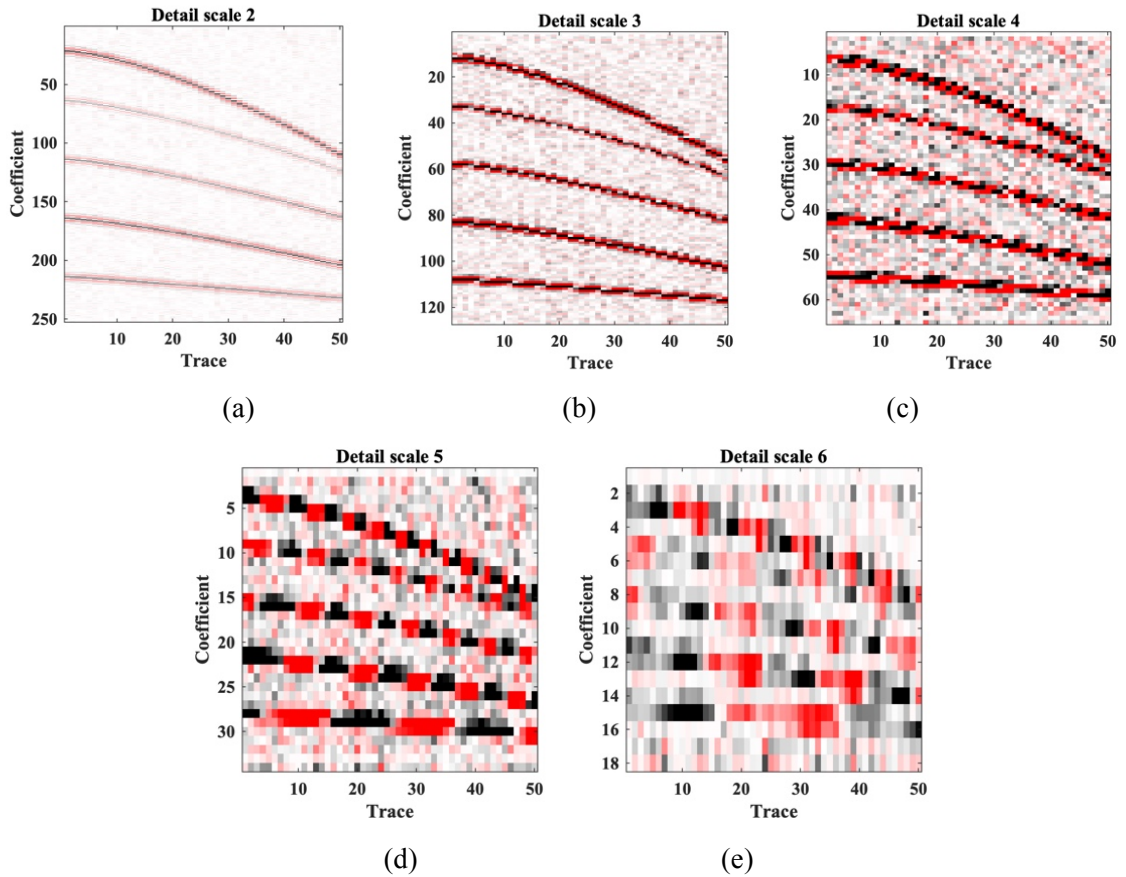 Detail scale 2
50
100
150
200
250
Coefficient
10 20 30 40 50
Trace
(a)
Detail scale 3
20
40
60
80
100
120
Coefficient
10 20 30 40 50
Trace
(b)
Detail scale 4
10
20
30
40
50
60
Coefficient
10 20 30 40 50
Trace
(c)
Detail scale 5
5
10
15
20
25
30
Coefficient
10 20 30 40 50
Trace
(d)
Detail scale 6
2
4
6
8
10
12
14
16
18
Coefficient
10 20 30 40 50
Trace
(e)